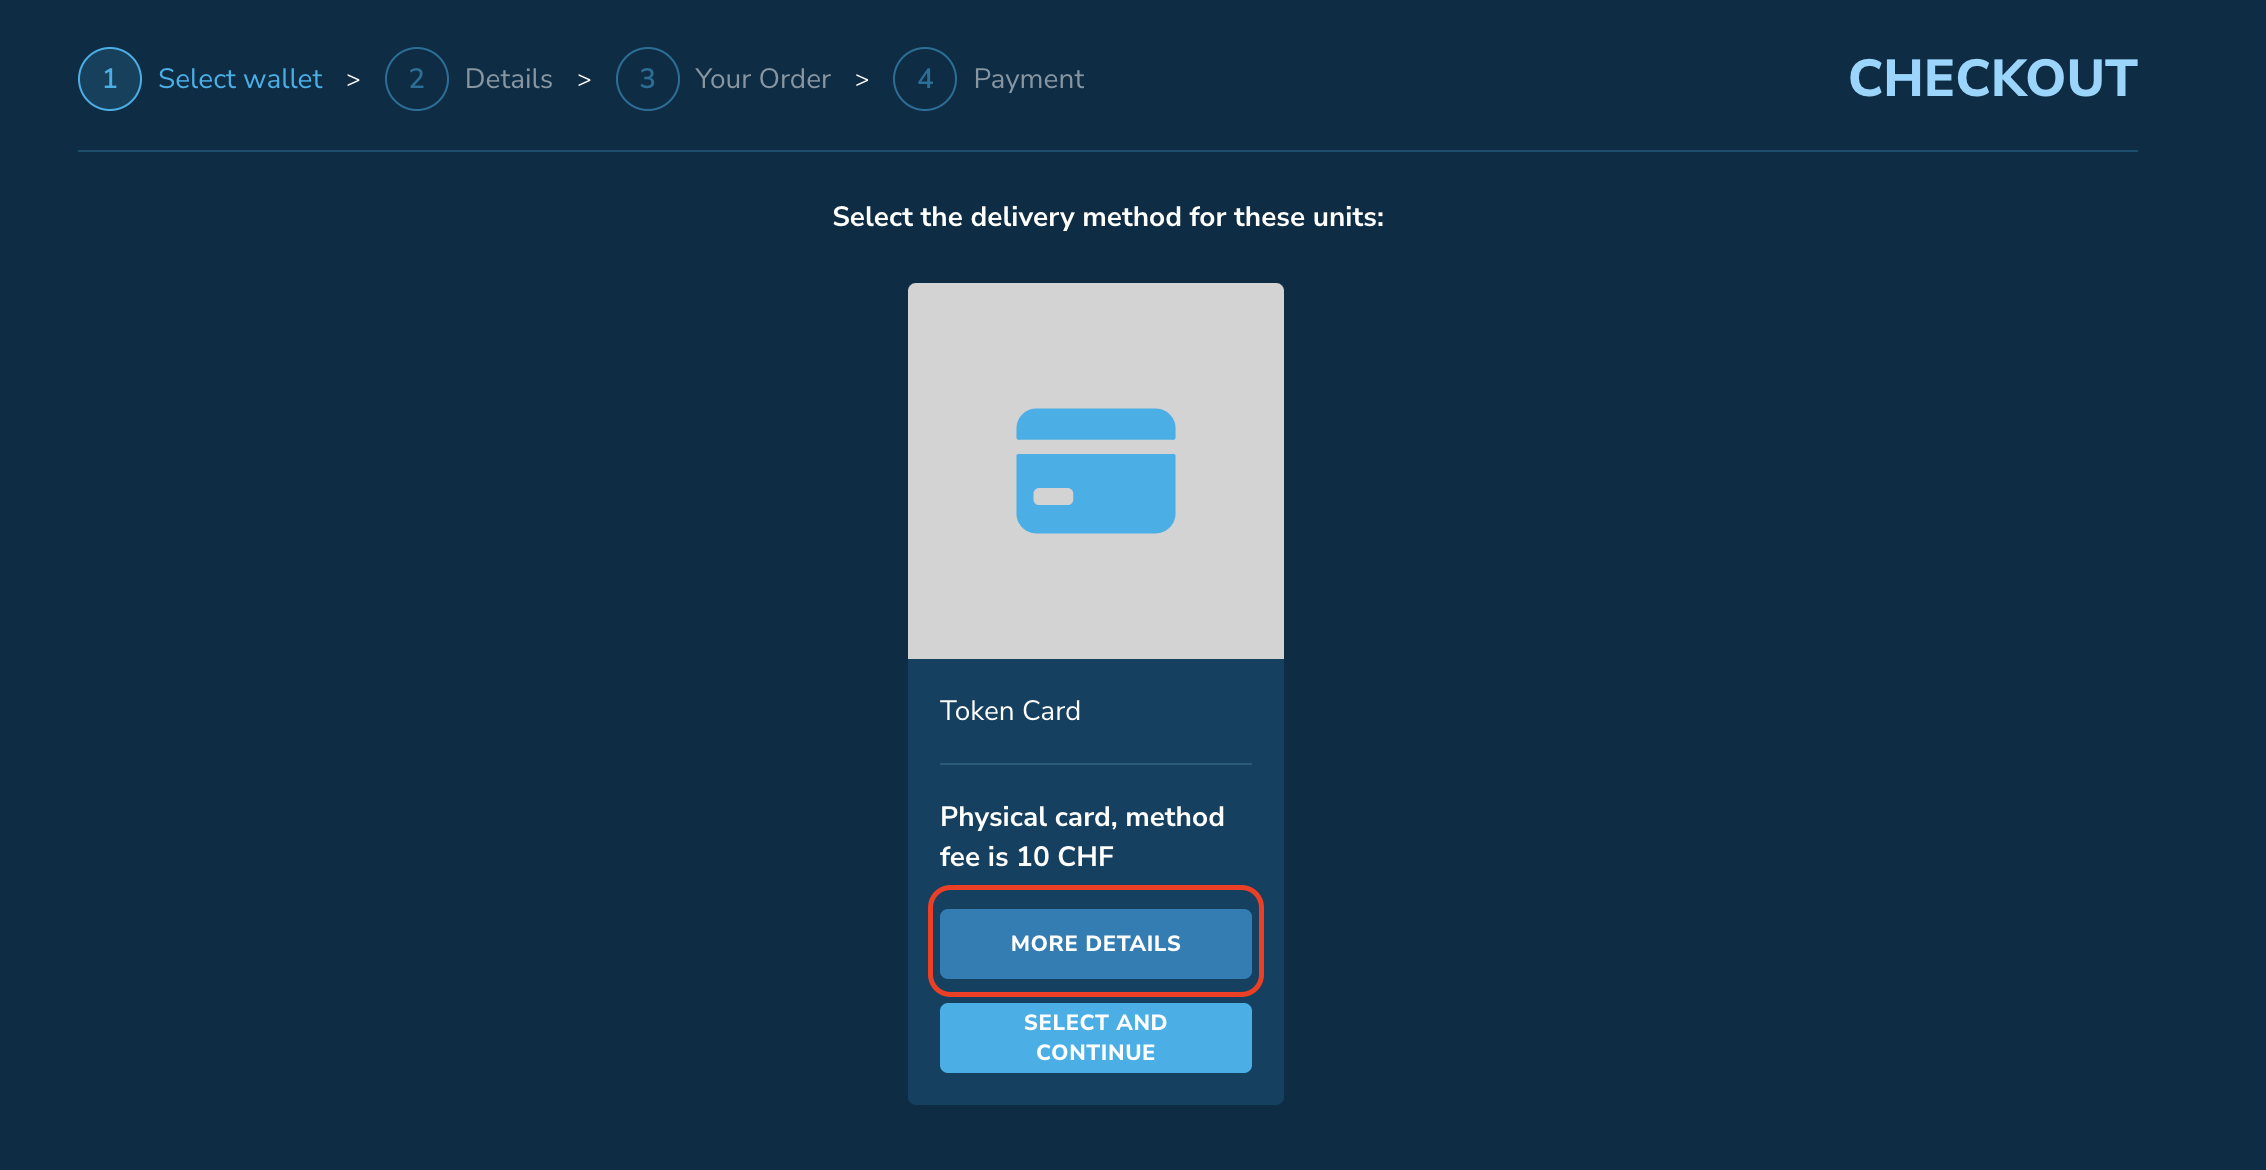 1 Select wallet > 2 Details > 3 Your Order > 4 Payment
CHECKOUT
Select the delivery method for these units:
Token Card
Physical card, method
fee is 10 CHF
MORE DETAILS
SELECT AND
CONTINUE